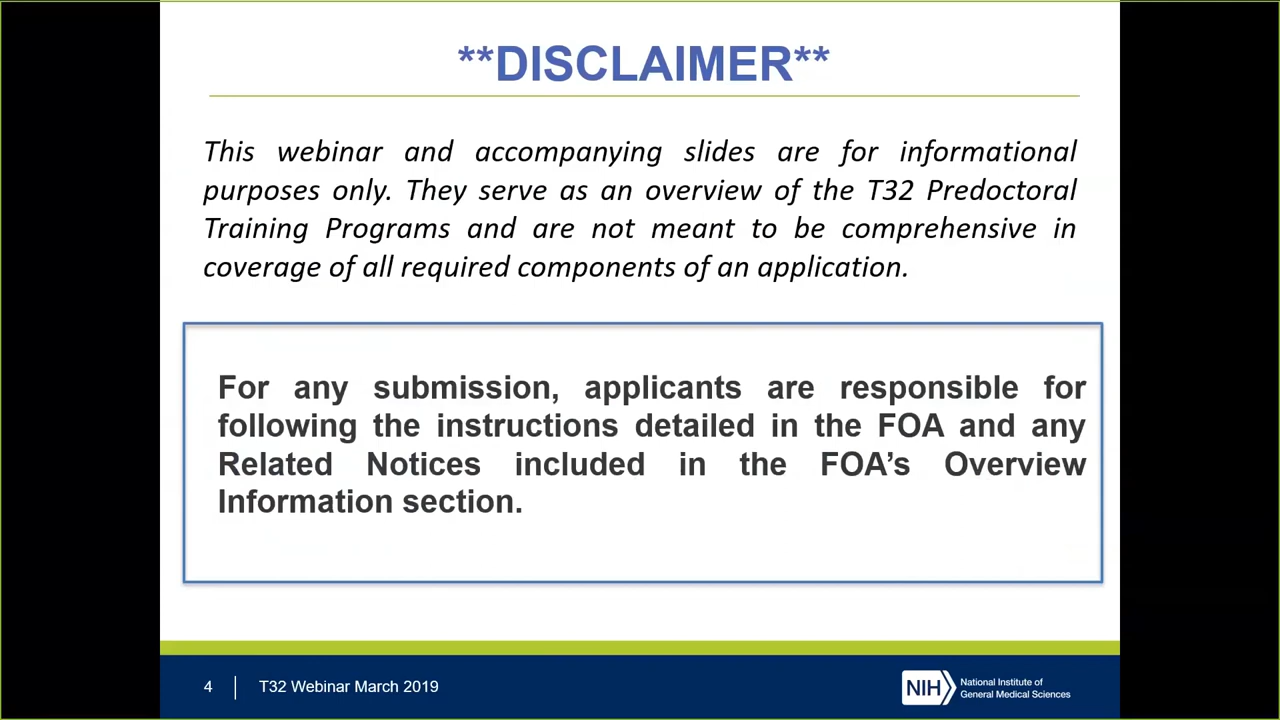 **DISCLAIMER**
This webinar and accompanying slides are for informational
purposes only. They serve as an overview of the T32 Predoctoral
Training Programs and are not meant to be comprehensive in
coverage of all required components of an application.
For any submission, applicants are responsible for
following the instructions detailed in the FOA and any
Related Notices included in the FOA’s Overview
Information section.
4
T32 Webinar March 2019
NIH
National Institute of
General Medical Sciences